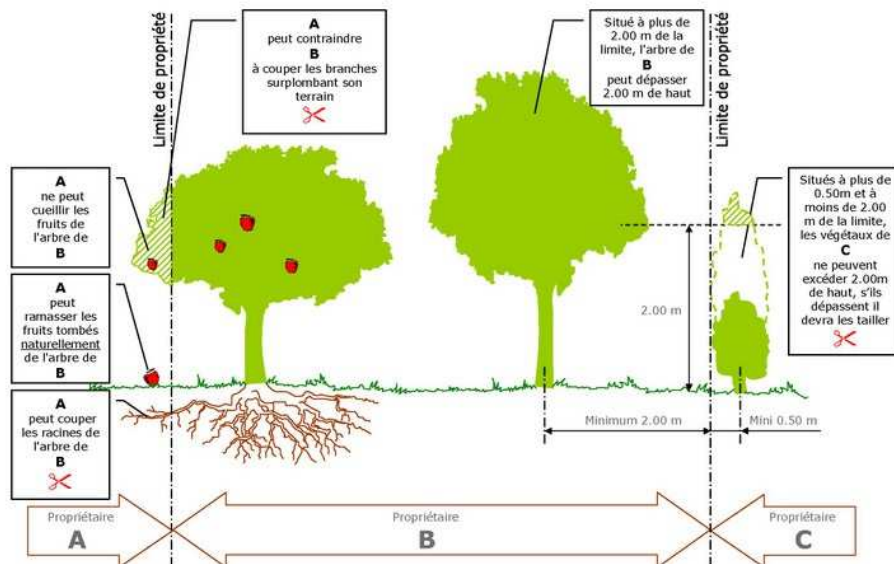 Limite de propriété
A
peut contraindre
B
à couper les branches
surplombant son
terrain
Situé à plus de
2.00 m de la
limite, l'arbre de
B
peut dépasser
2.00 m de haut
Limite de propriété
A
ne peut
cueillir les
fruits de
l'arbre de
B
Situés à plus de
0.50m et à
moins de 2.00
m de la limite,
les végétaux de
C
ne peuvent
excéder 2.00m
de haut, s'ils
dépassent il
devra les tailler
A
peut
ramasser les
fruits tombés
naturellement
de l'arbre de
B
2.00 m
A
peut couper
les racines de
l'arbre de
B
Minimum 2.00 m
Mini 0.50 m
Propriétaire
A
Propriétaire
B
Propriétaire
C